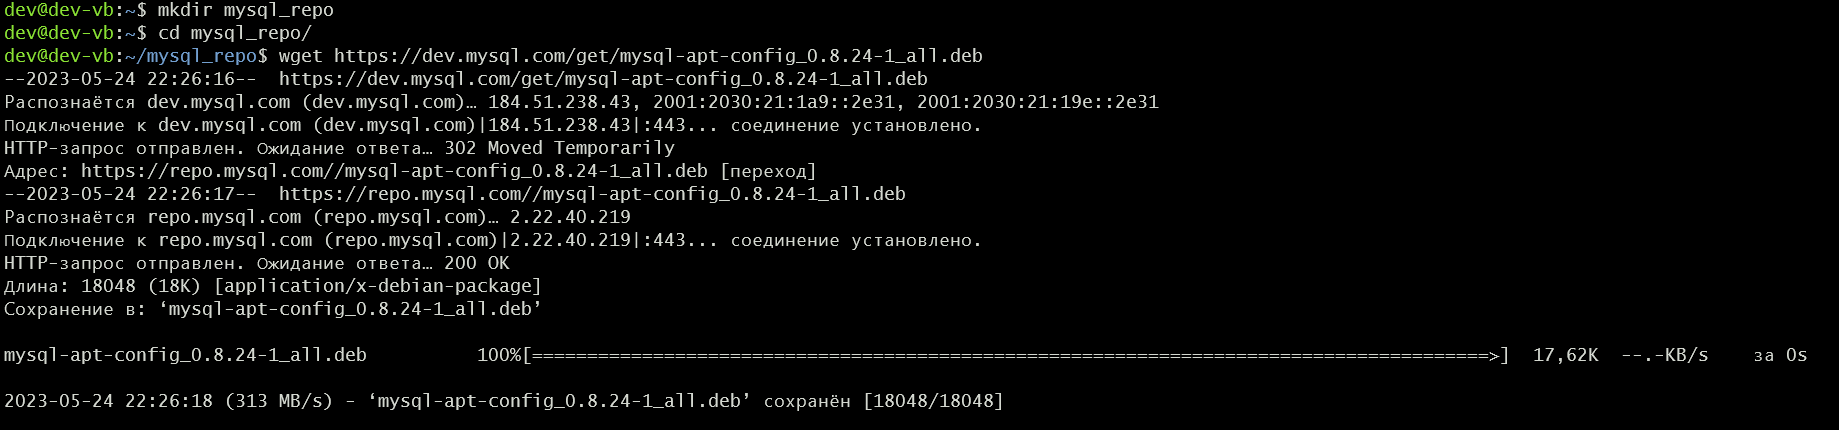 dev@dev-vb:~$ mkdir mysql_repo
dev@dev-vb:~$ cd mysql_repo/
dev@dev-vb:~/mysql_repo$ wget https://dev.mysql.com/get/mysql-apt-config_0.8.24-1_all.deb
--2023-05-24 22:26:16--  https://dev.mysql.com/get/mysql-apt-config_0.8.24-1_all.deb
Распознаётся dev.mysql.com (dev.mysql.com)… 184.51.238.43, 2001:2030:21:1a9::2e31, 2001:2030:21:19e::2e31
Подключение к dev.mysql.com (dev.mysql.com)|184.51.238.43|:443... соединение установлено.
HTTP-запрос отправлен. Ожидание ответа… 302 Moved Temporarily
Адрес: https://repo.mysql.com//mysql-apt-config_0.8.24-1_all.deb [переход]
--2023-05-24 22:26:17--  https://repo.mysql.com//mysql-apt-config_0.8.24-1_all.deb
Распознаётся repo.mysql.com (repo.mysql.com)… 2.22.40.219
Подключение к repo.mysql.com (repo.mysql.com)|2.22.40.219|:443... соединение установлено.
HTTP-запрос отправлен. Ожидание ответа… 200 OK
Длина: 18048 (18K) [application/x-debian-package]
Сохранение в: ‘mysql-apt-config_0.8.24-1_all.deb’
mysql-apt-config_0.8.24-1_all.deb          100%[=======================================================================================>]  17,62K  --.-KB/s    за 0s
2023-05-24 22:26:18 (313 MB/s) - ‘mysql-apt-config_0.8.24-1_all.deb’ сохранён [18048/18048]